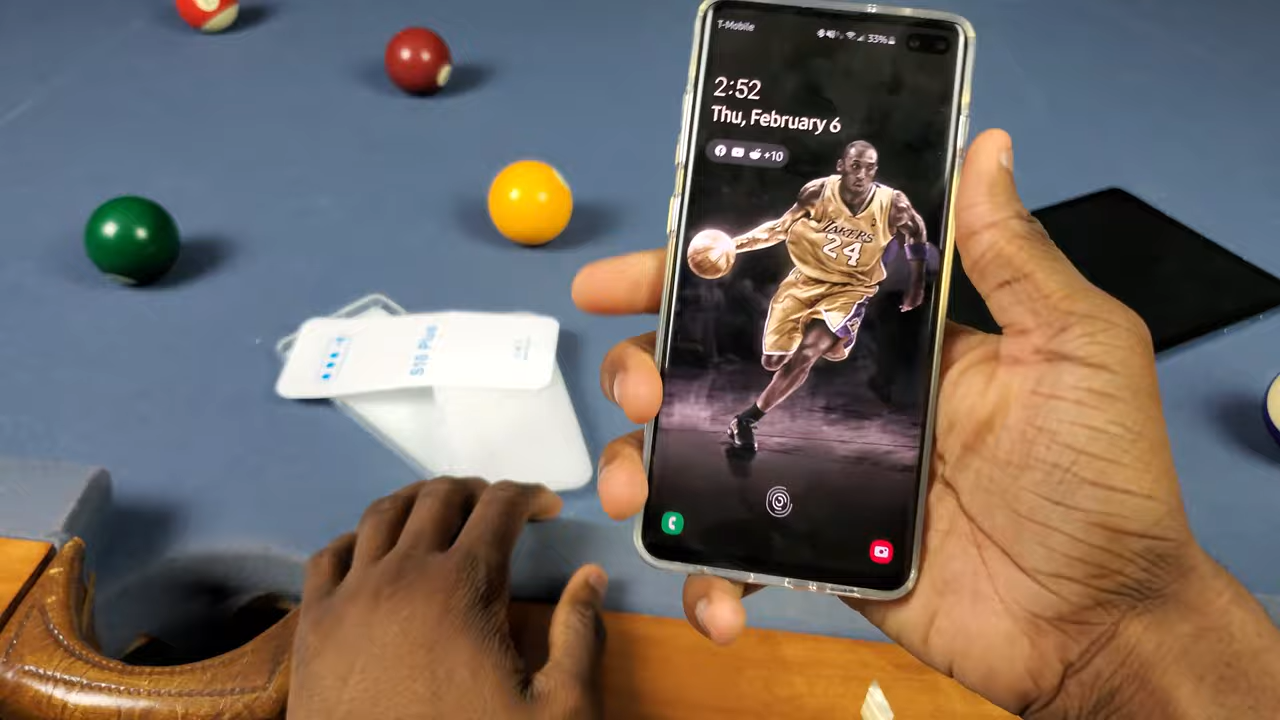 T-Mobile
33%
2:52
Thu, February 6
+10
LAKERS
24
S10 Plus